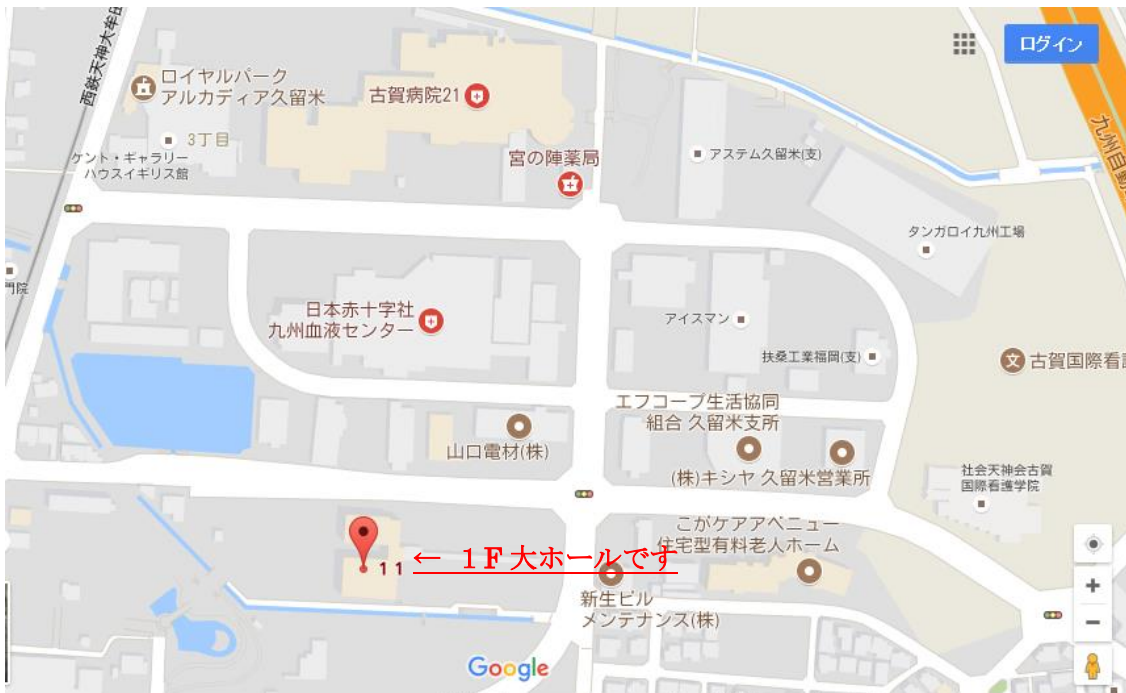 西鉄天神大牟田
ログイン
ロイヤルパーク
アルカディア久留米
古賀病院21
3丁目
ケント・ギャラリー
ハウスイギリス館
宮の陣薬局
アステム久留米(支)
九州自動
タンガロイ九州工場
門院
日本赤十字社
九州血液センター
アイスマン
扶桑工業福岡(支)
文 古賀国際看
エフコープ生活協同
組合 久留米支所
山口電材(株)
(株)キシヤ 久留米営業所
社会天神会古賀
国際看護学院
こがケアアベニュー
住宅型有料老人ホーム
11
← 1F大ホールです
新生ビル
メンテナンス(株)
Google
+
−